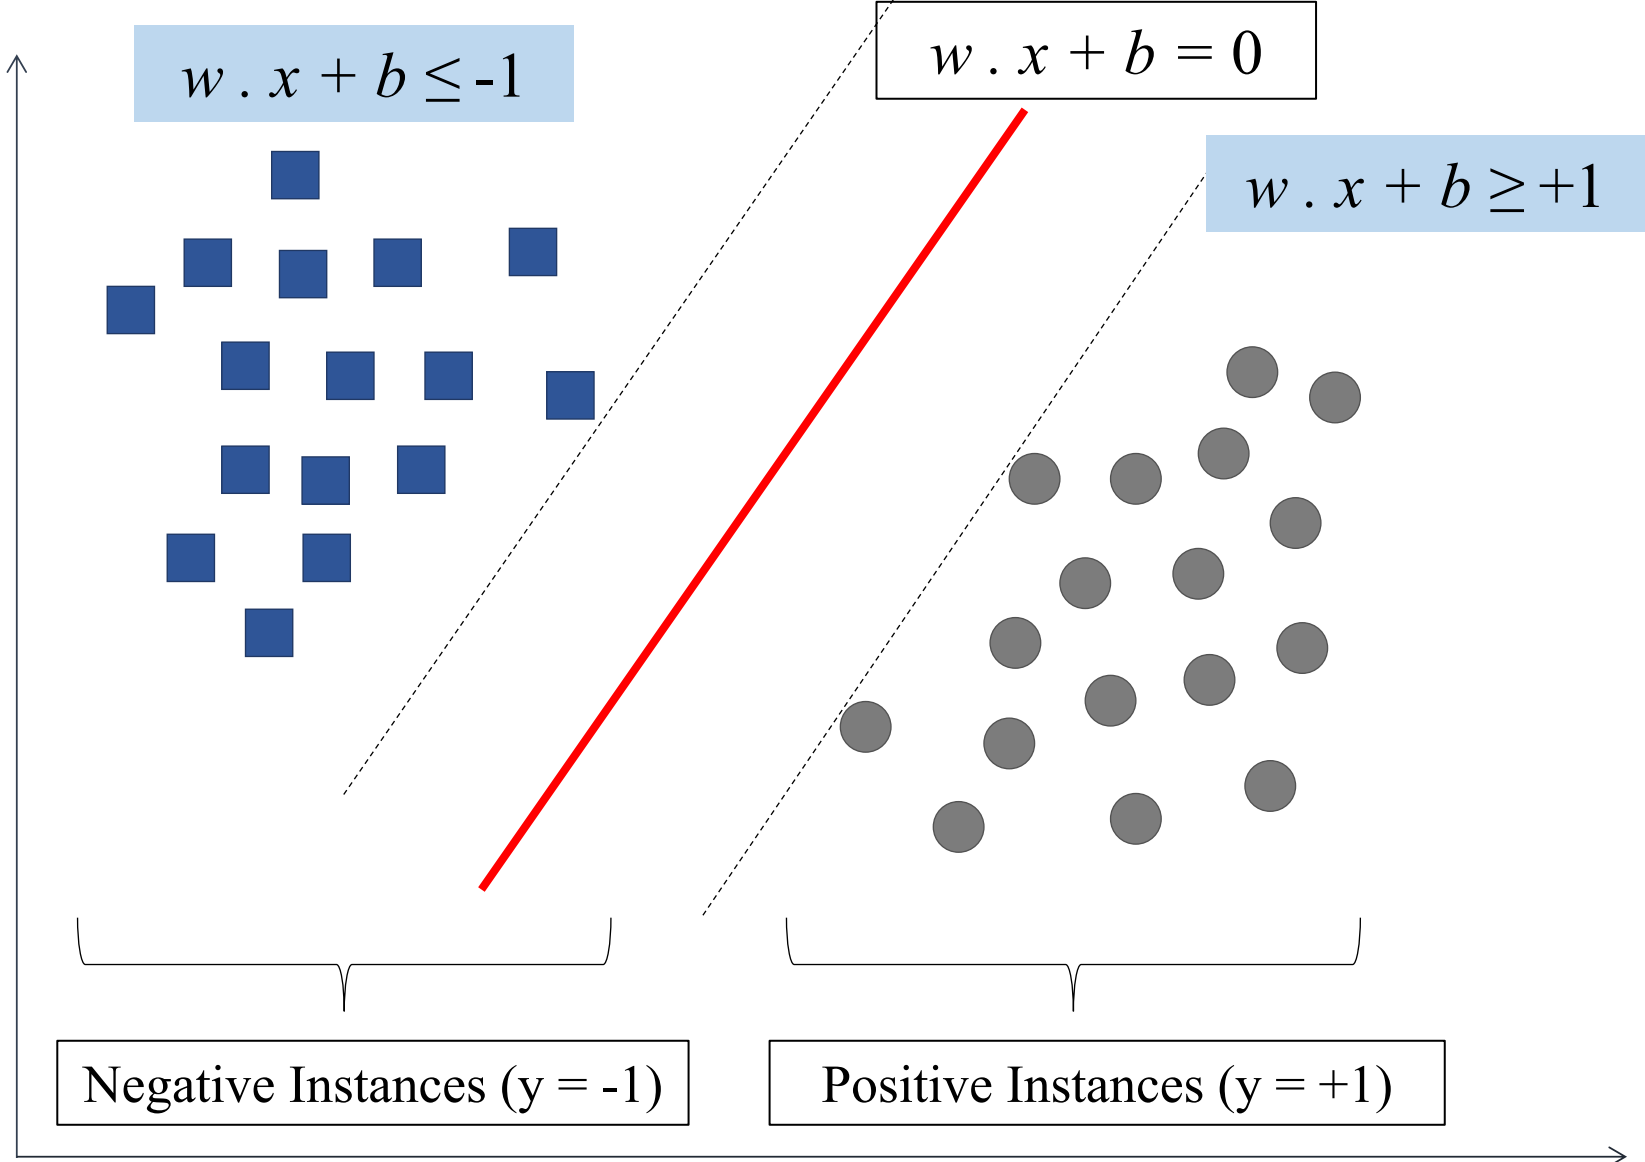 w . x + b ≤ -1
w . x + b = 0
w . x + b ≥ +1
Negative Instances (y = -1)
Positive Instances (y = +1)